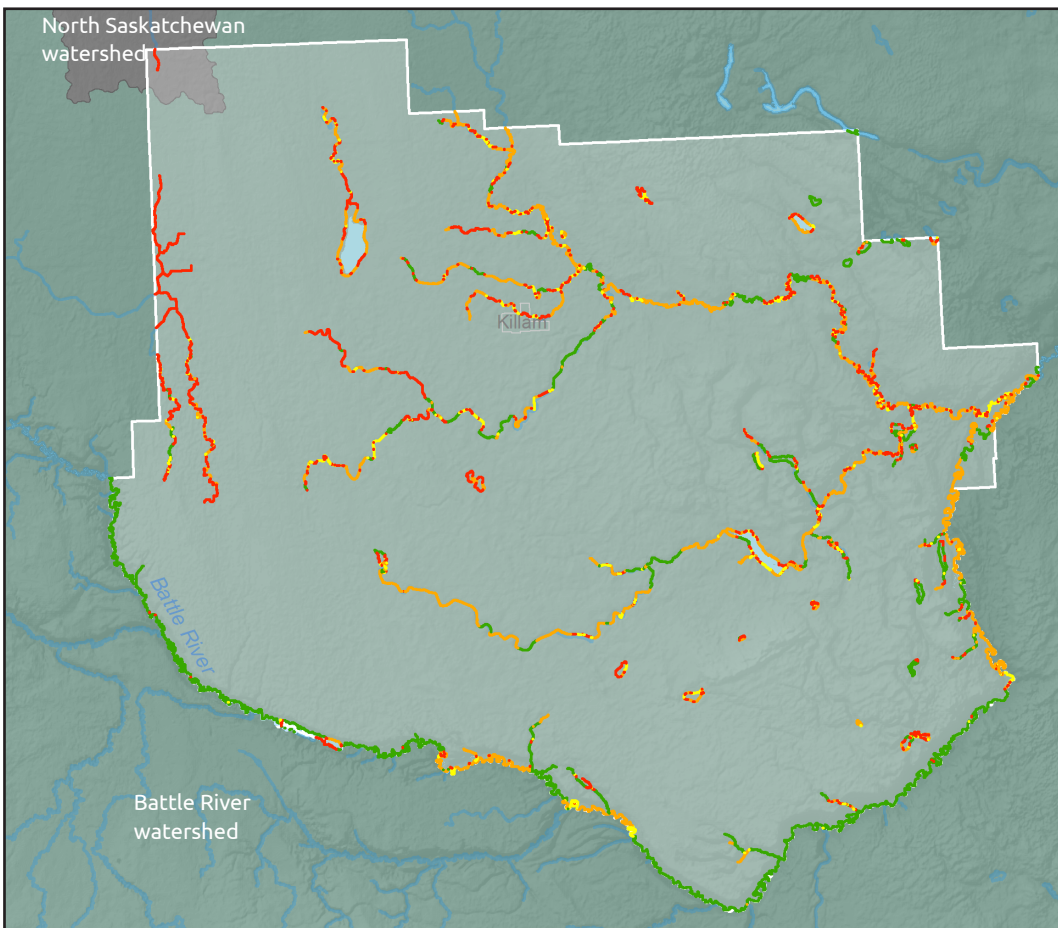 North Saskatchewan
watershed
Killam
Battle River
Battle River
watershed